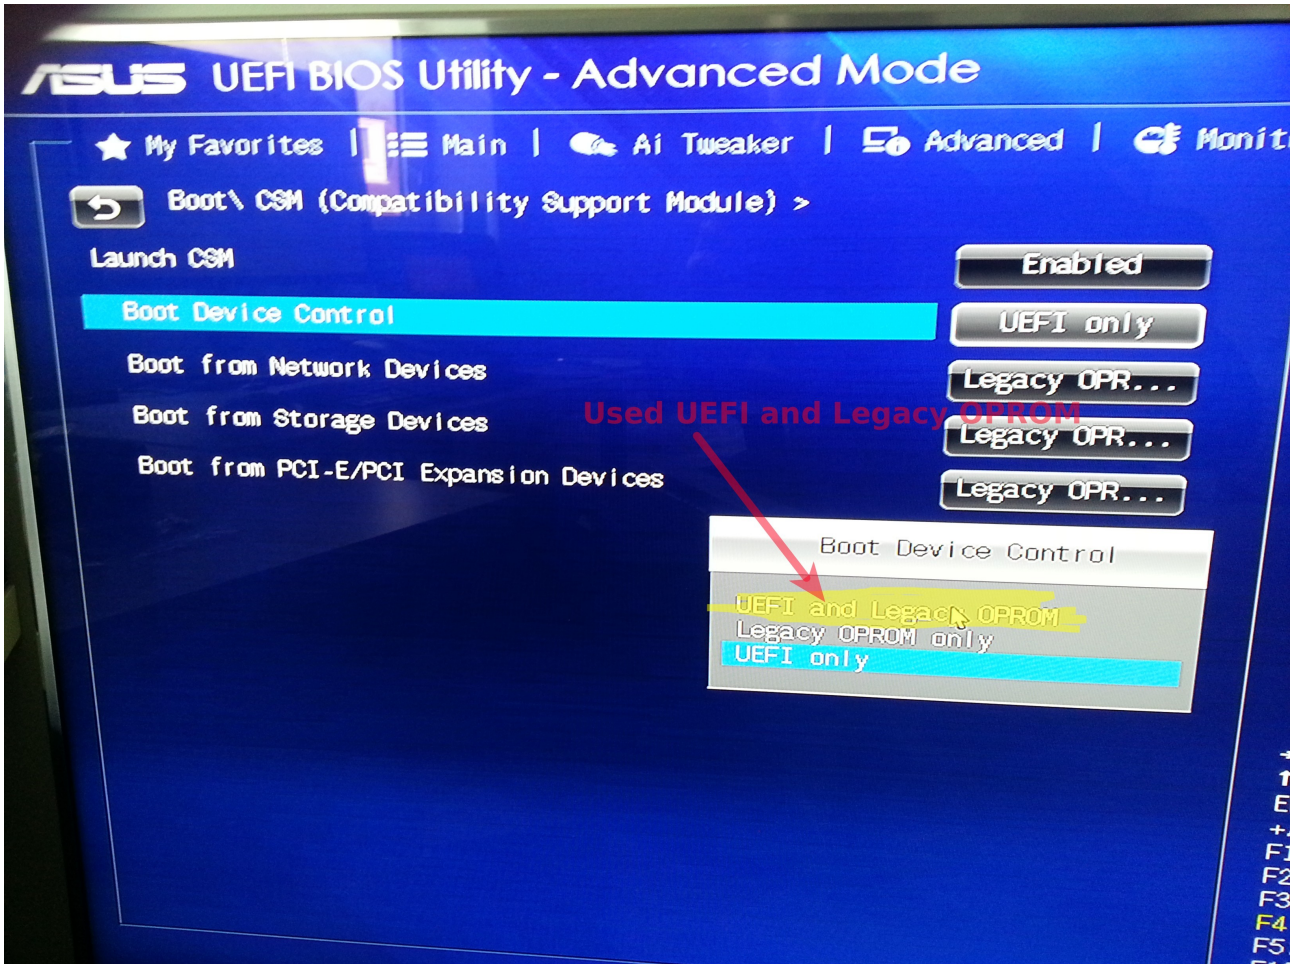 ASUS UEFI BIOS Utility - Advanced Mode
My Favorites | Main | Ai Tweaker | Advanced |
Boot\ CSM (Compatibility Support Module) >
Launch CSM Enabled
Boot Device Control UEFI only
Boot from Network Devices Legacy OPR...
Used UEFI and Legacy OPROM
Boot from Storage Devices Legacy OPR...
Boot from PCI-E/PCI Expansion Devices Legacy OPR...
Boot Device Control
UEFI and Legacy OPROM
Legacy OPROM only
UEFI only
F2
F3
F4
F5